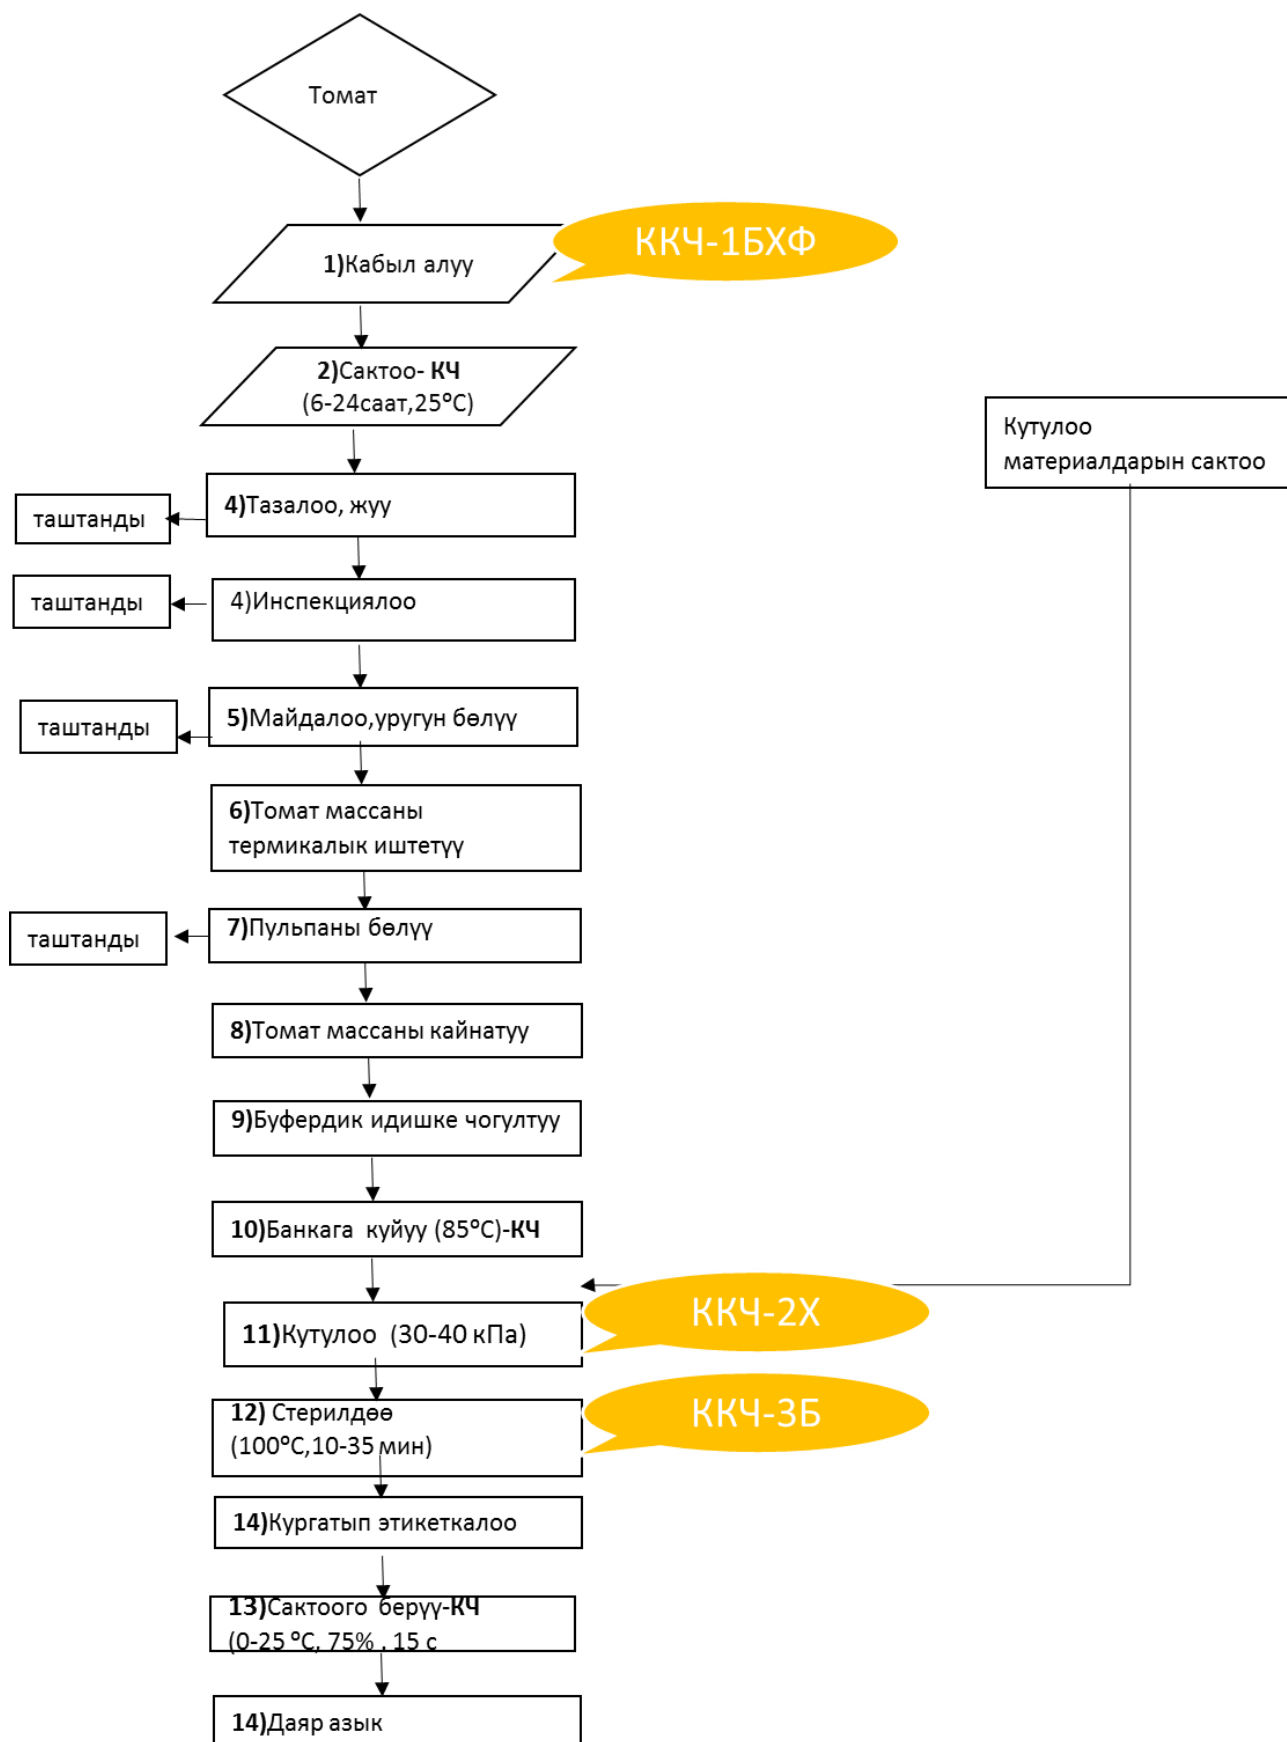 Томат
1)Кабыл алуу
ККЧ-1БХФ
2)Сактоо- КЧ
(6-24саат,25°С)
Кутулоо
материалдарын сактоо
4)Тазалоо, жуу
таштанды
4)Инспекциялоо
таштанды
5)Майдалоо,уругун бөлүү
таштанды
6)Томат массаны
термикалык иштетүү
7)Пульпаны бөлүү
таштанды
8)Томат массаны кайнатуу
9)Буфердик идишке чогултуу
10)Банкага куйуу (85°С)-КЧ
11)Кутулоо (30-40 кПа)
ККЧ-2Х
12) Стерилдөө
(100°С,10-35 мин)
ККЧ-3Б
14)Кургатып этикеткалоо
13)Сактоого берүү-КЧ
(0-25 °С, 75% , 15 с
14)Даяр азык